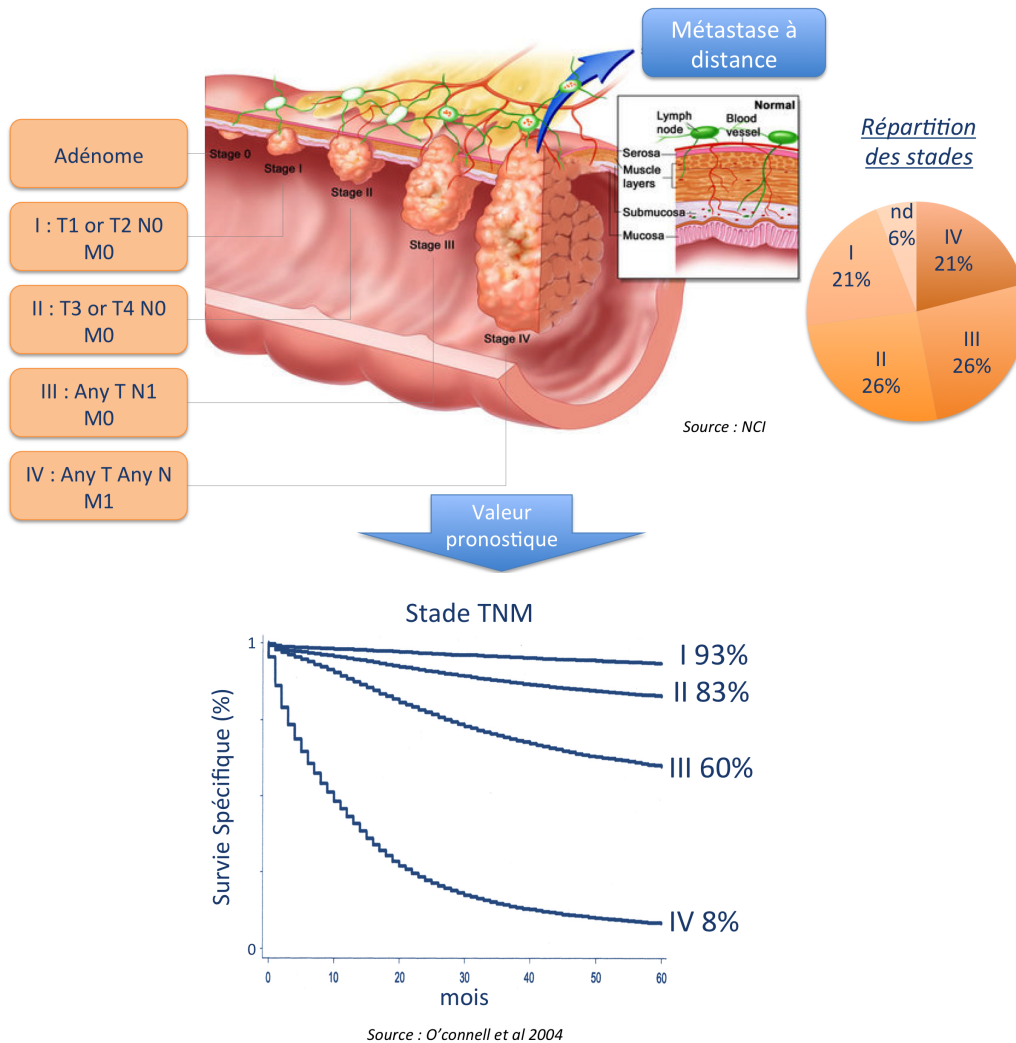 Métastase à
distance
Adénome
I : T1 or T2 N0
M0
II : T3 or T4 N0
M0
III : Any T N1
M0
IV : Any T Any N
M1
Stage 0
Stage I
Stage II
Stage III
Stage IV
Normal
Lymph
node
Blood
vessel
Serosa
Muscle
layers
Submucosa
Mucosa
Répartition
des stades
nd
6%
IV
21%
I
21%
III
26%
II
26%
Source : NCI
Valeur
pronostique
Stade TNM
Survie Spécifique (%)
1
0
I 93%
II 83%
III 60%
IV 8%
0 10 20 30 40 50 60
mois
Source : O'connell et al 2004